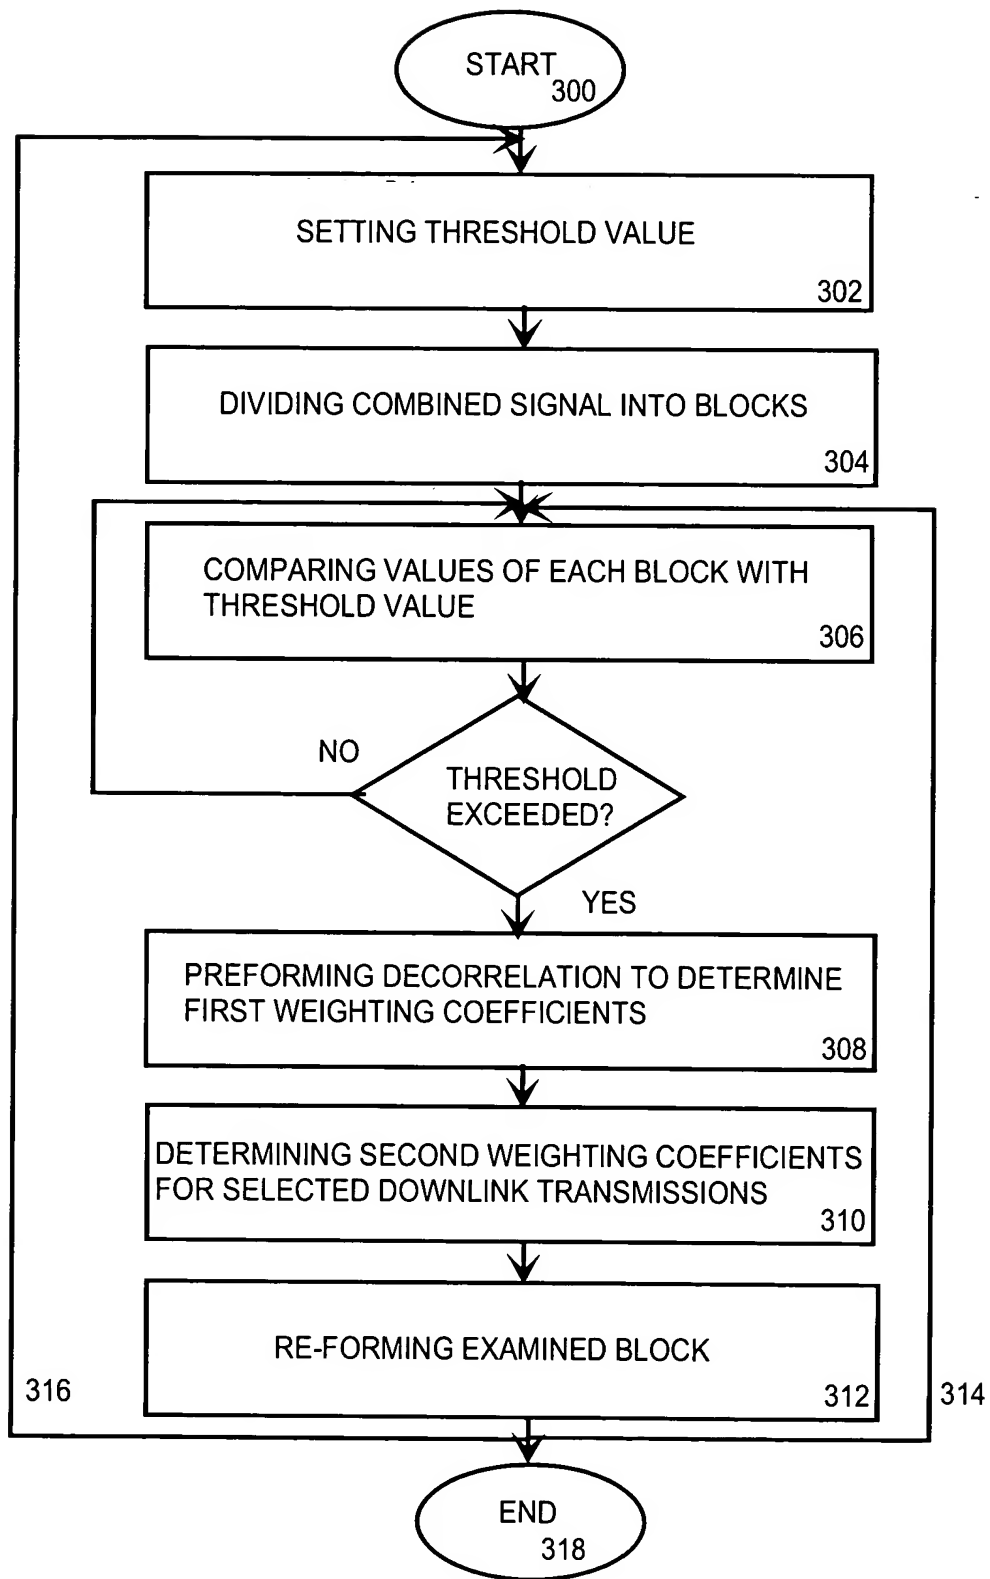 START
300
SETTING THRESHOLD VALUE
302
DIVIDING COMBINED SIGNAL INTO BLOCKS
304
COMPARING VALUES OF EACH BLOCK WITH
THRESHOLD VALUE
306
NO
THRESHOLD
EXCEEDED?
YES
PREFORMING DECORRELATION TO DETERMINE
FIRST WEIGHTING COEFFICIENTS
308
DETERMINING SECOND WEIGHTING COEFFICIENTS
FOR SELECTED DOWNLINK TRANSMISSIONS
310
RE-FORMING EXAMINED BLOCK
312
316
314
END
318